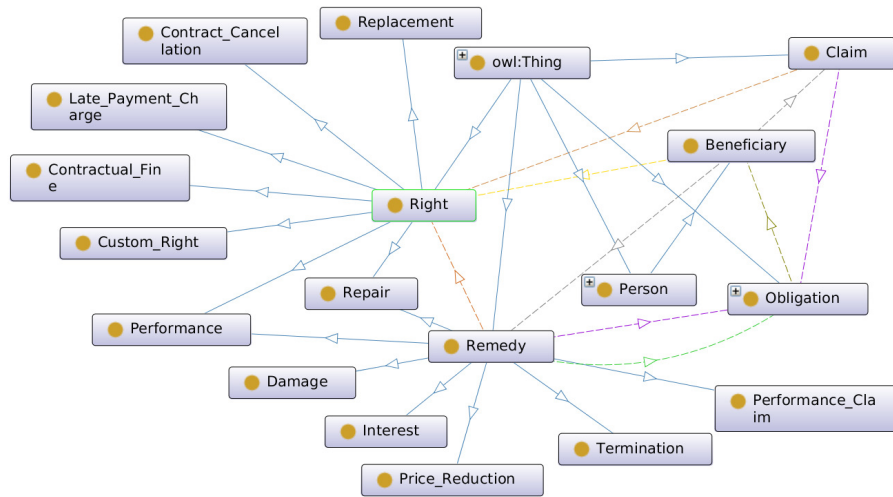 Replacement
Contract_Cancel
lation
owl:Thing
Claim
Late_Payment_Ch
arge
Beneficiary
Contractual_Fin
e
Right
Custom_Right
Repair
Person
Obligation
Performance
Remedy
Damage
Performance_Cla
im
Interest
Termination
Price_Reduction